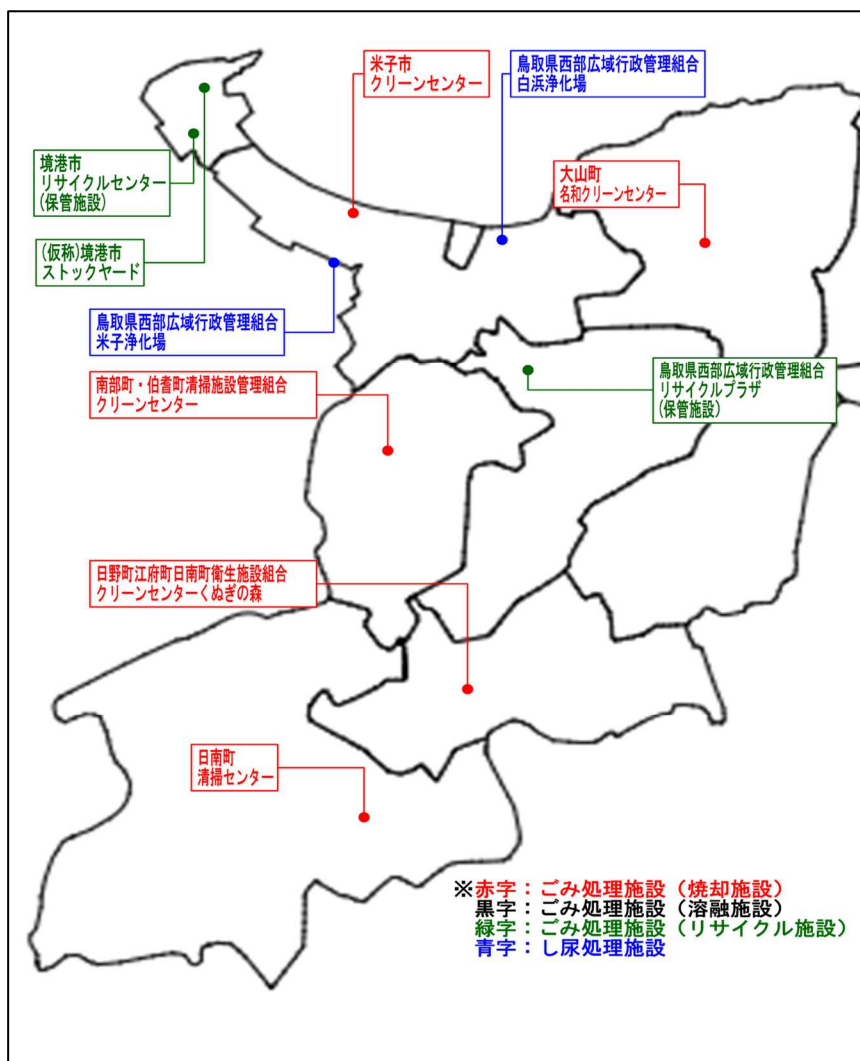 米子市
クリーンセンター
鳥取県西部広域行政管理組合
白浜浄化場
境港市
リサイクルセンター
(保管施設)
大山町
名和クリーンセンター
(仮称)境港市
ストックヤード
鳥取県西部広域行政管理組合
米子浄化場
南部町・伯耆町清掃施設管理組合
クリーンセンター
鳥取県西部広域行政管理組合
リサイクルプラザ
(保管施設)
日野町江府町日南町衛生施設組合
クリーンセンターくぬぎの森
日南町
清掃センター
※赤字：ごみ処理施設（焼却施設）
黒字：ごみ処理施設（溶融施設）
緑字：ごみ処理施設（リサイクル施設）
青字：し尿処理施設